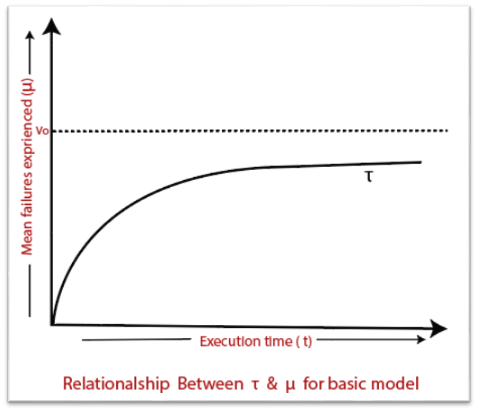 Mean failures exprienced (μ)
Vo
τ
Execution time ( t)
Relationalship Between τ & μ for basic model